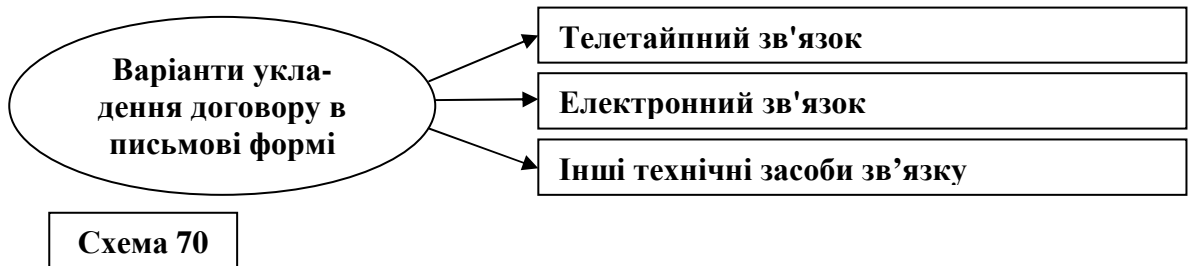 Варіанти укла-
дення договору в
письмові формі
Телетайпний зв'язок
Електронний зв'язок
Інші технічні засоби зв’язку
Схема 70